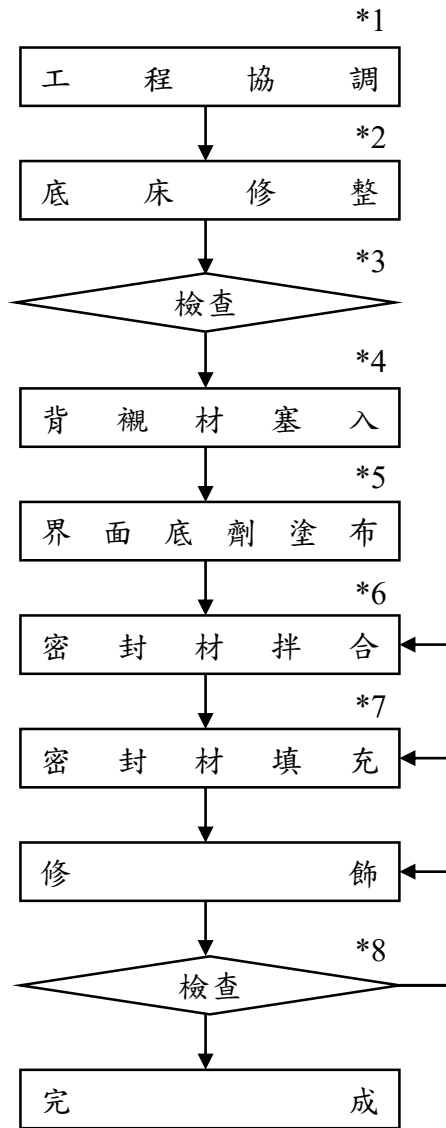 *1
工程協調
*2
底床修整
*3
檢查
*4
背襯材塞入
*5
界面底劑塗布
*6
密封材拌合
*7
密封材填充
修飾
*8
檢查
完成